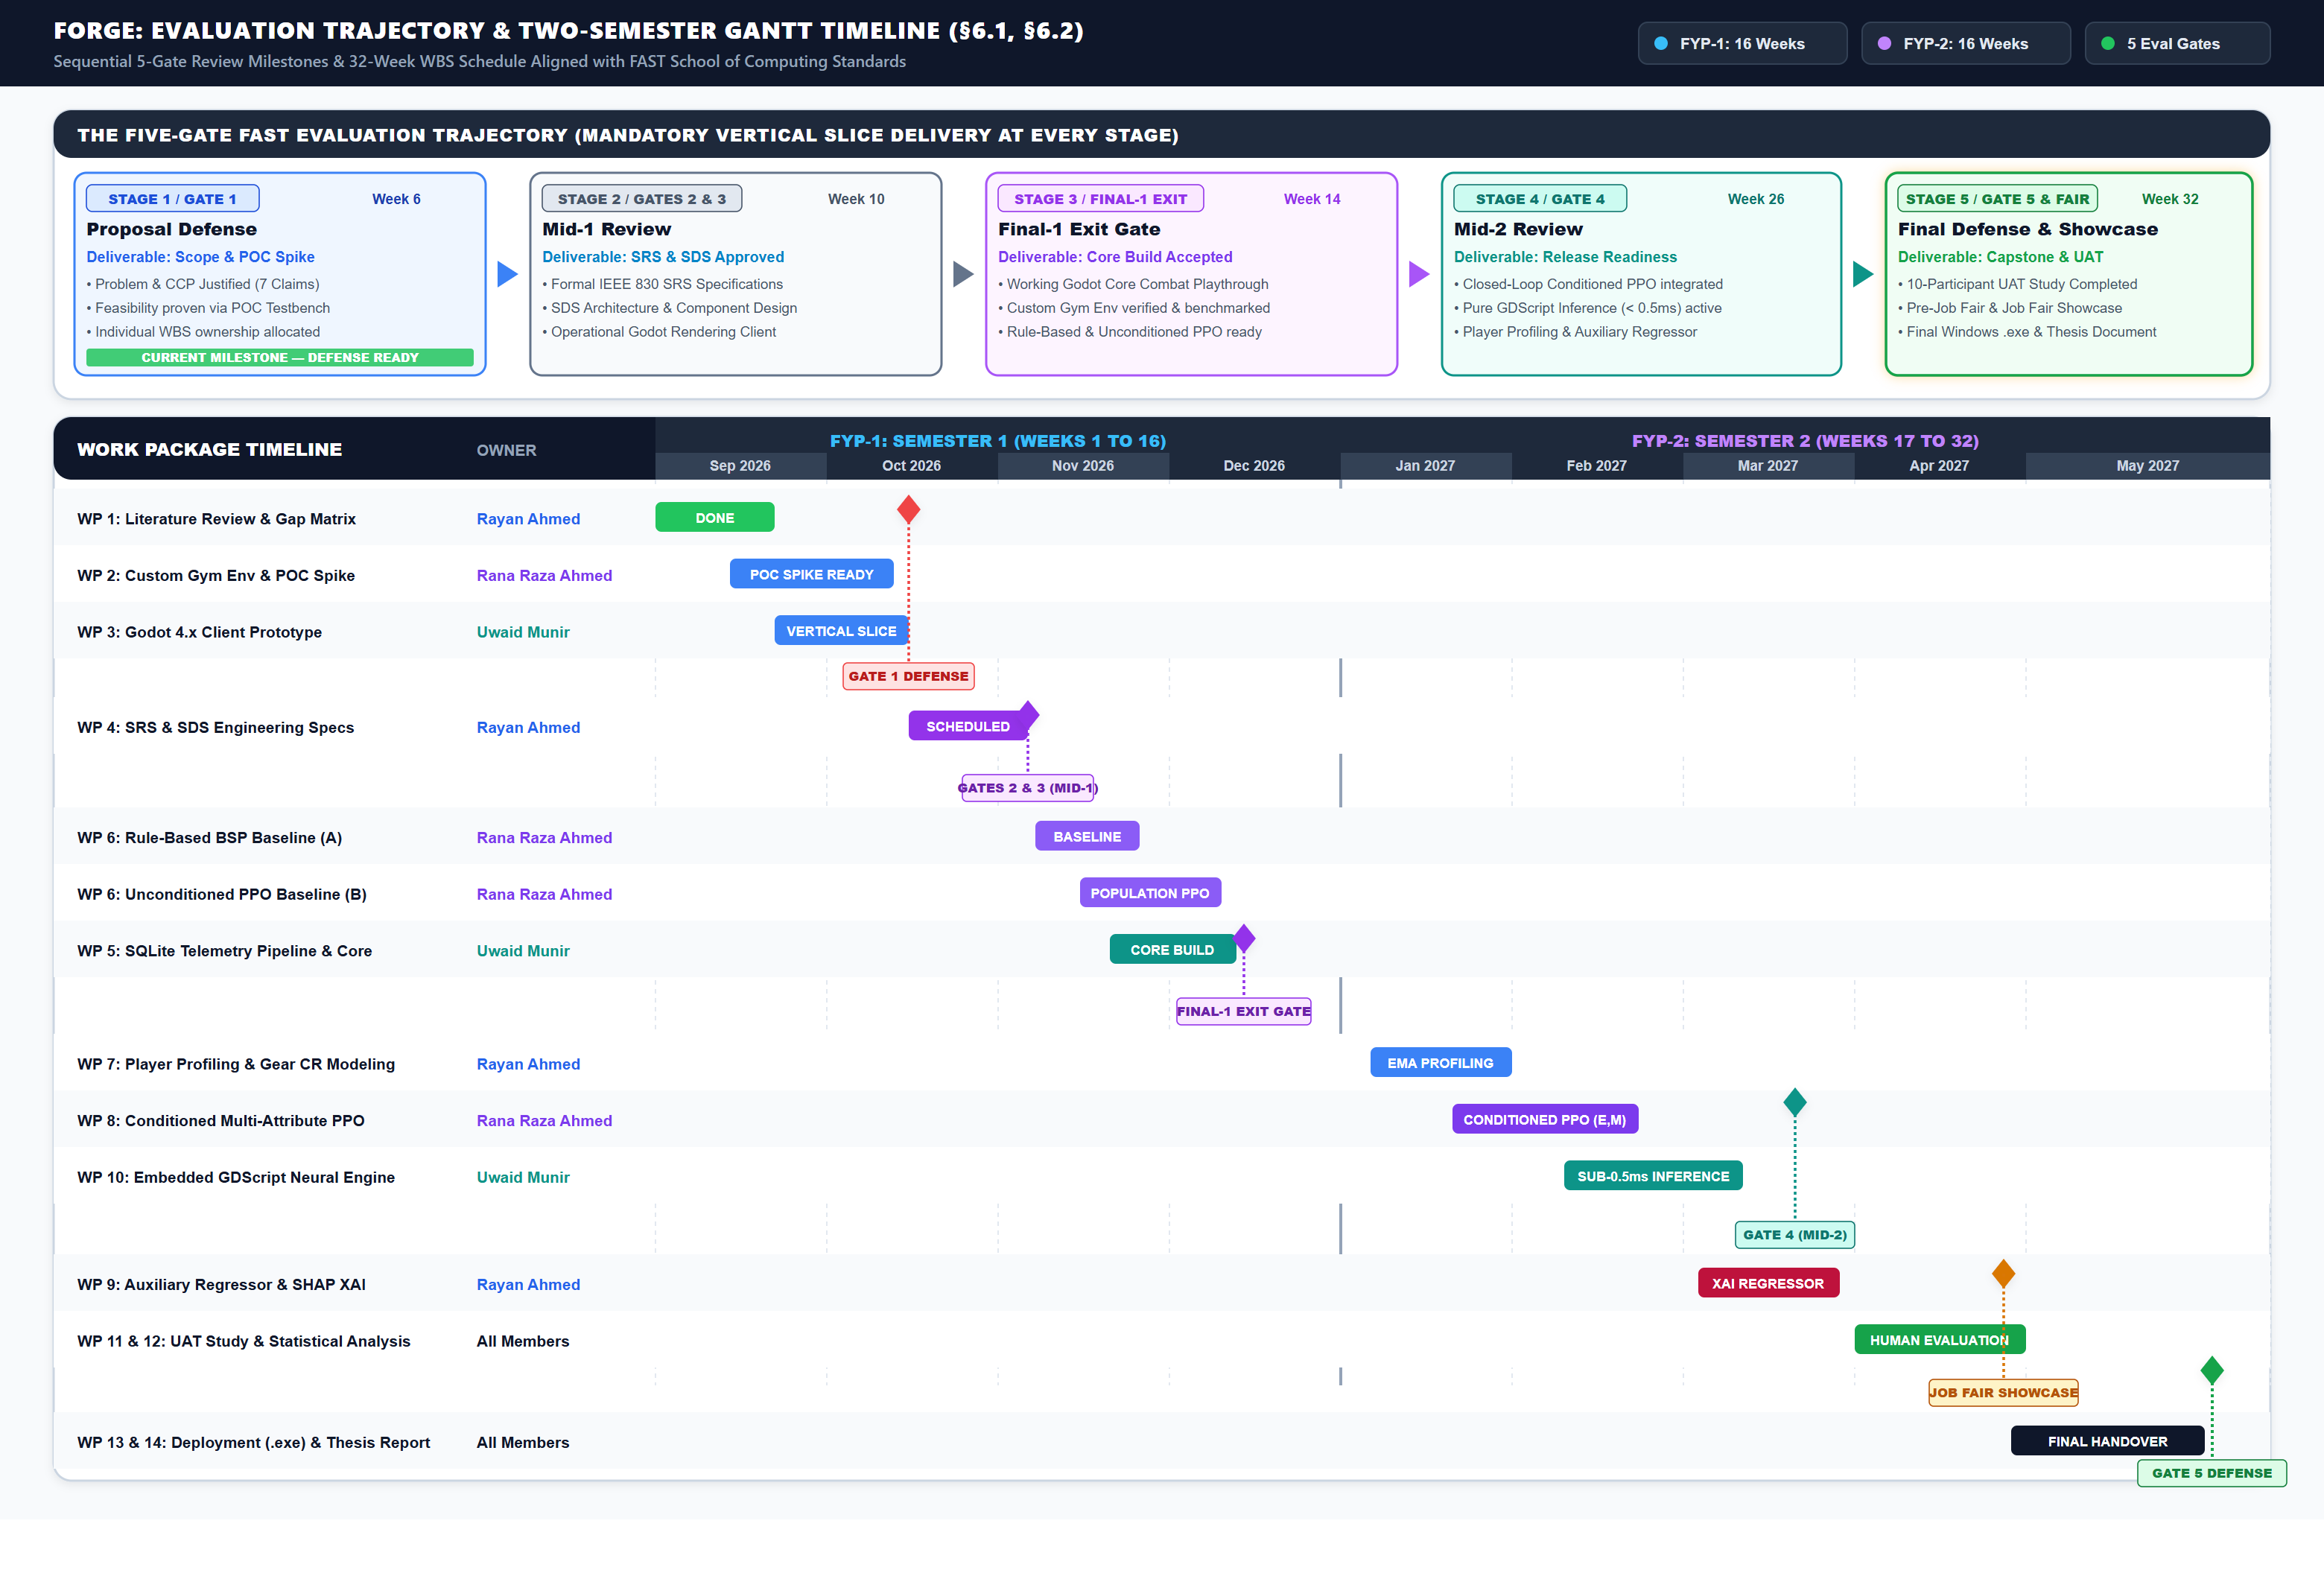 FORGE: EVALUATION TRAJECTORY & TWO-SEMESTER GANTT TIMELINE (§6.1, §6.2)
Sequential 5-Gate Review Milestones & 32-Week WBS Schedule Aligned with FAST School of Computing Standards
FYP-1: 16 Weeks
FYP-2: 16 Weeks
5 Eval Gates
THE FIVE-GATE FAST EVALUATION TRAJECTORY (MANDATORY VERTICAL SLICE DELIVERY AT EVERY STAGE)
STAGE 1 / GATE 1
Week 6
Proposal Defense
Deliverable: Scope & POC Spike
• Problem & CCP Justified (7 Claims)
• Feasibility proven via POC Testbench
• Individual WBS ownership allocated
CURRENT MILESTONE — DEFENSE READY
STAGE 2 / GATES 2 & 3
Week 10
Mid-1 Review
Deliverable: SRS & SDS Approved
• Formal IEEE 830 SRS Specifications
• SDS Architecture & Component Design
• Operational Godot Rendering Client
STAGE 3 / FINAL-1 EXIT
Week 14
Final-1 Exit Gate
Deliverable: Core Build Accepted
• Working Godot Core Combat Playthrough
• Custom Gym Env verified & benchmarked
• Rule-Based & Unconditioned PPO ready
STAGE 4 / GATE 4
Week 26
Mid-2 Review
Deliverable: Release Readiness
• Closed-Loop Conditioned PPO integrated
• Pure GDScript Inference (< 0.5ms) active
• Player Profiling & Auxiliary Regressor
STAGE 5 / GATE 5 & FAIR
Week 32
Final Defense & Showcase
Deliverable: Capstone & UAT
• 10-Participant UAT Study Completed
• Pre-Job Fair & Job Fair Showcase
• Final Windows .exe & Thesis Document
WORK PACKAGE TIMELINE
OWNER
FYP-1: SEMESTER 1 (WEEKS 1 TO 16)
FYP-2: SEMESTER 2 (WEEKS 17 TO 32)
Sep 2026
Oct 2026
Nov 2026
Dec 2026
Jan 2027
Feb 2027
Mar 2027
Apr 2027
May 2027
WP 1: Literature Review & Gap Matrix
Rayan Ahmed
DONE
WP 2: Custom Gym Env & POC Spike
Rana Raza Ahmed
POC SPIKE READY
WP 3: Godot 4.x Client Prototype
Uwaid Munir
VERTICAL SLICE
GATE 1 DEFENSE
WP 4: SRS & SDS Engineering Specs
Rayan Ahmed
SCHEDULED
GATES 2 & 3 (MID-1)
WP 6: Rule-Based BSP Baseline (A)
Rana Raza Ahmed
BASELINE
WP 6: Unconditioned PPO Baseline (B)
Rana Raza Ahmed
POPULATION PPO
WP 5: SQLite Telemetry Pipeline & Core
Uwaid Munir
CORE BUILD
FINAL-1 EXIT GATE
WP 7: Player Profiling & Gear CR Modeling
Rayan Ahmed
EMA PROFILING
WP 8: Conditioned Multi-Attribute PPO
Rana Raza Ahmed
CONDITIONED PPO (E,M)
WP 10: Embedded GDScript Neural Engine
Uwaid Munir
SUB-0.5ms INFERENCE
GATE 4 (MID-2)
WP 9: Auxiliary Regressor & SHAP XAI
Rayan Ahmed
XAI REGRESSOR
WP 11 & 12: UAT Study & Statistical Analysis
All Members
HUMAN EVALUATION
JOB FAIR SHOWCASE
WP 13 & 14: Deployment (.exe) & Thesis Report
All Members
FINAL HANDOVER
GATE 5 DEFENSE